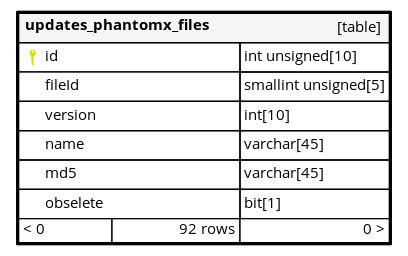 updates_phantomx_files [table]
id int unsigned[10]
fileId smallint unsigned[5]
version int[10]
name varchar[45]
md5 varchar[45]
obselete bit[1]
< 0 92 rows 0 >